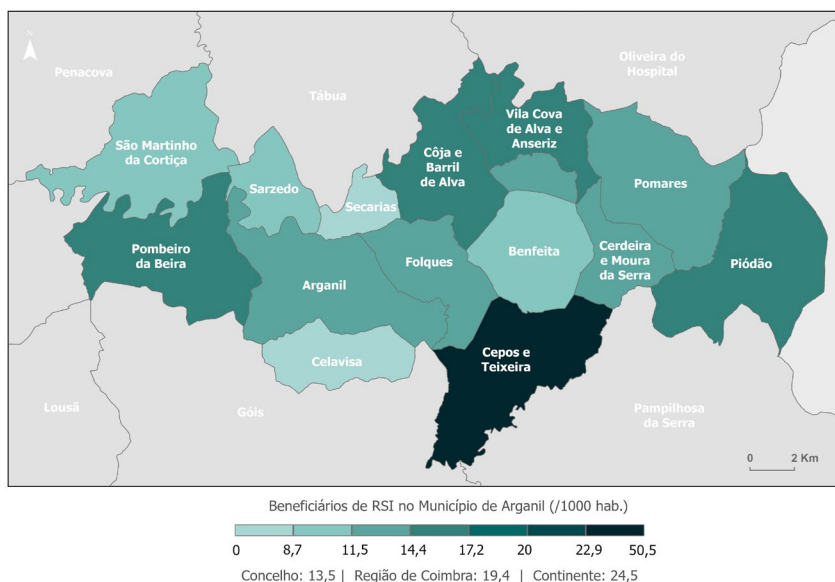 N
Oliveira do
Hospital
Penacova
Tábua
São Martinho
da Cortiça
Vila Cova
de Alva e
Anseriz
Côja e
Barril
de Alva
Pomares
Sarzedo
Secarias
Pombeiro
da Beira
Arganil
Folques
Benfeita
Cerdeira
e Moura
da Serra
Piódão
Celavisa
Cepos e
Teixeira
Lousã
Góis
Pampilhosa
da Serra
0 2 Km
Beneficiários de RSI no Município de Arganil (/1000 hab.)
0 8,7 11,5 14,4 17,2 20 22,9 50,5
Concelho: 13,5 | Região de Coimbra: 19,4 | Continente: 24,5